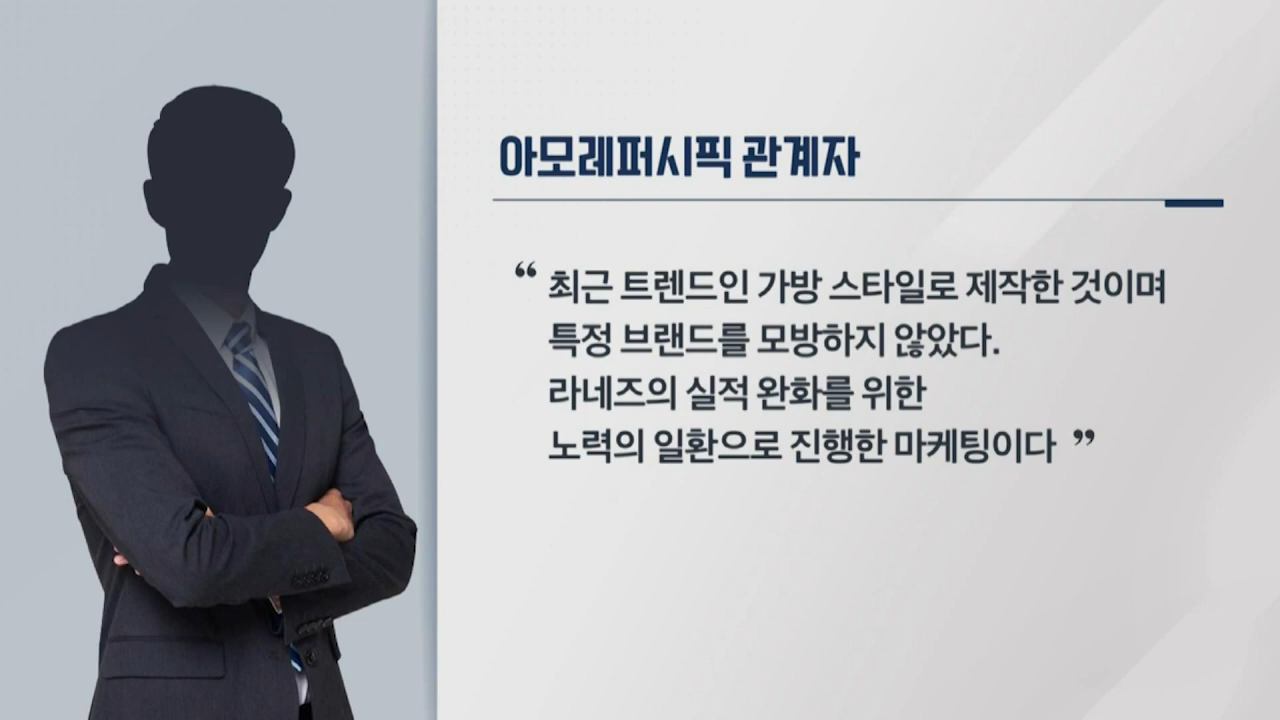 아모레퍼시픽 관계자
“ 최근 트렌드인 가방 스타일로 제작한 것이며
특정 브랜드를 모방하지 않았다.
라네즈의 실적 완화를 위한
노력의 일환으로 진행한 마케팅이다 ”